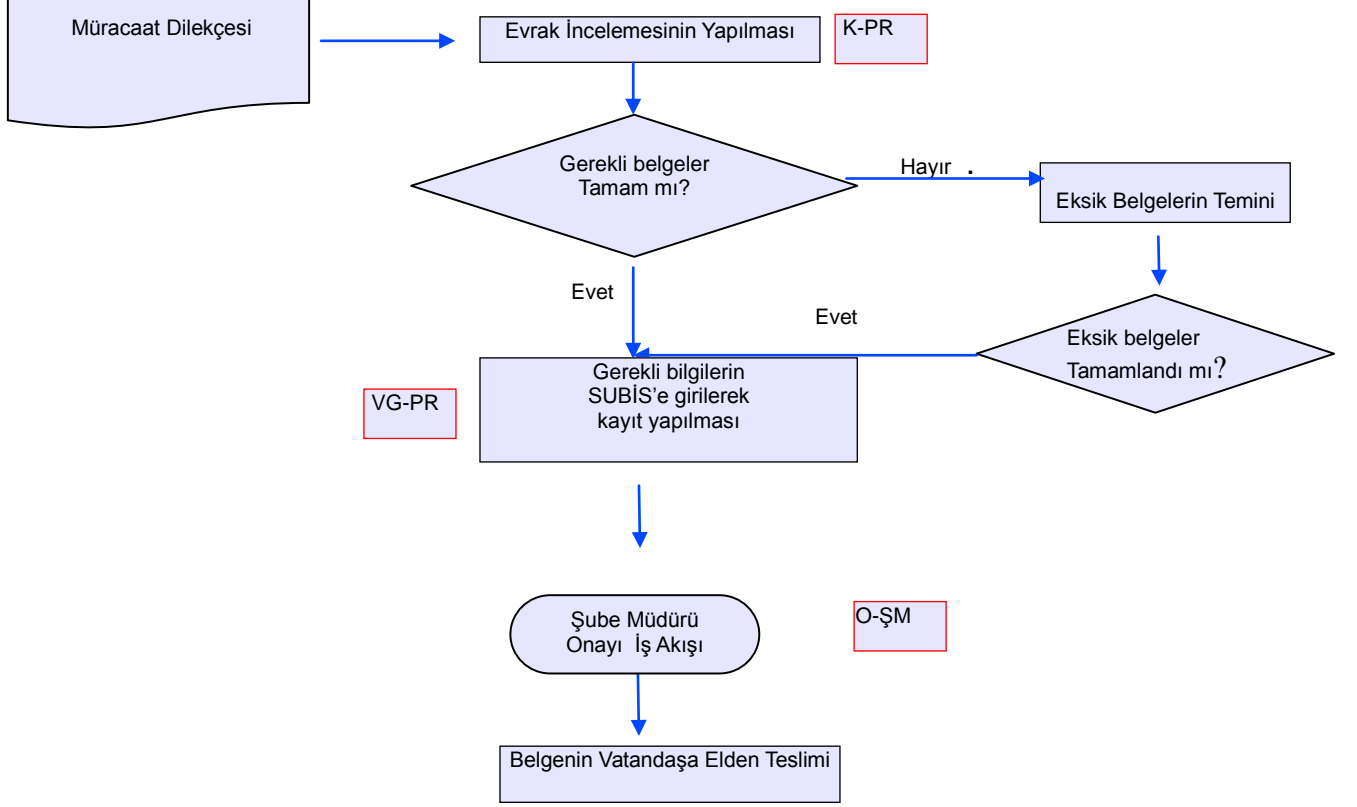 Müracaat Dilekçesi
Evrak İncelemesinin Yapılması
K-PR
Gerekli belgeler
Tamam mı?
Hayır .
Eksik Belgelerin Temini
Evet
Evet
Eksik belgeler
Tamamlandı mı?
Gerekli bilgilerin
SUBİS’e girilerek
kayıt yapılması
VG-PR
Şube Müdürü
Onayı İş Akışı
O-ŞM
Belgenin Vatandaşa Elden Teslimi